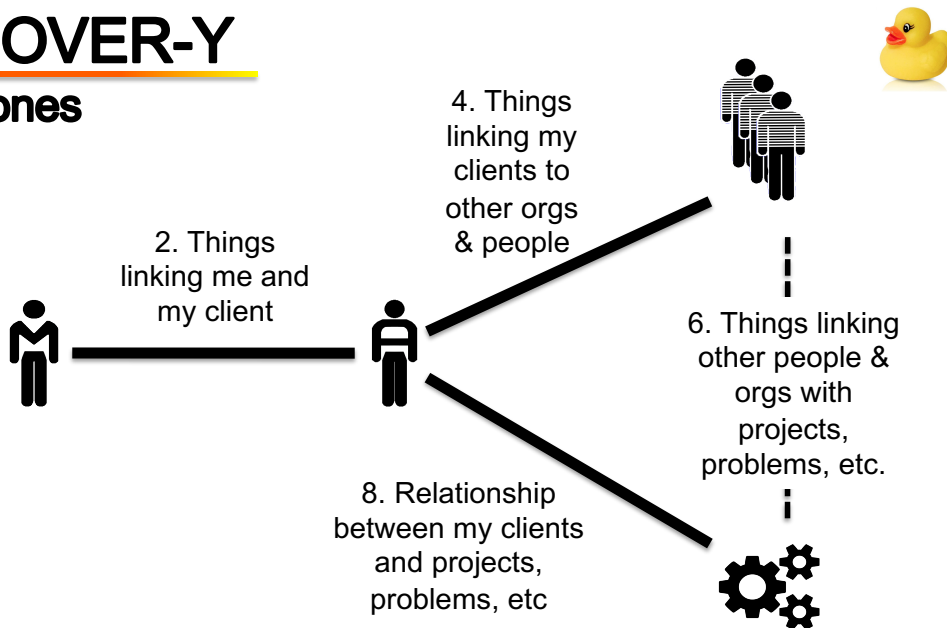 OVER-Y
ones
4. Things
linking my
clients to
other orgs
& people
2. Things
linking me and
my client
6. Things linking
other people &
orgs with
projects,
problems, etc.
8. Relationship
between my clients
and projects,
problems, etc